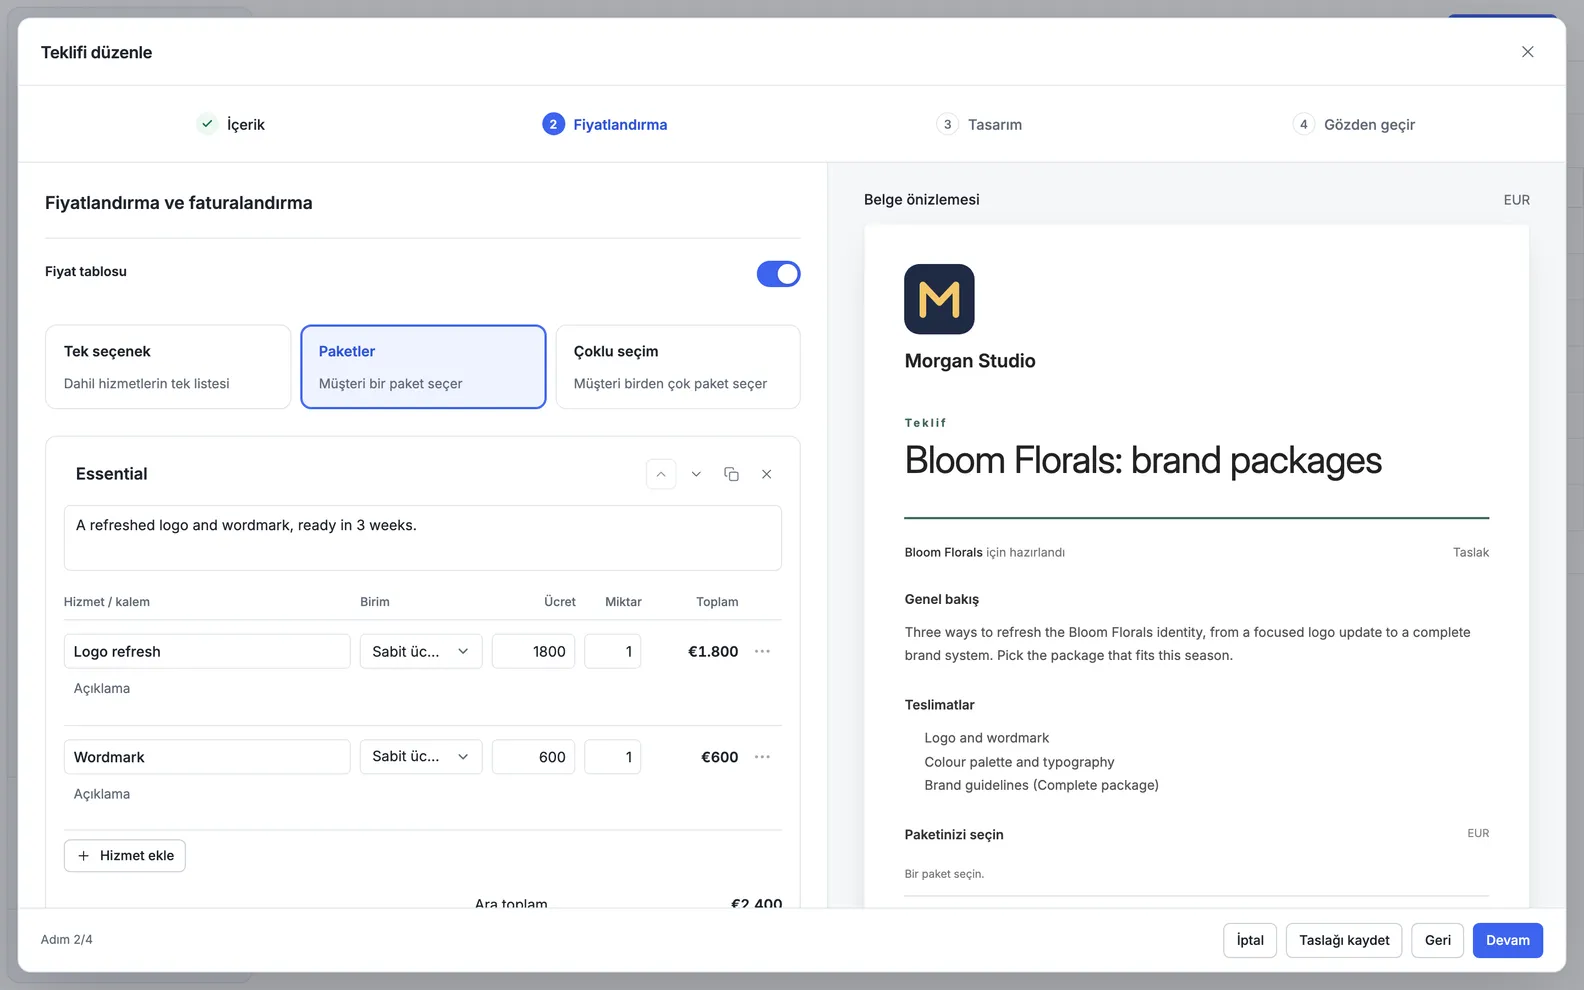 Teklifi düzenle
İçerik
2 Fiyatlandırma
3 Tasarım
4 Gözden geçir
Fiyatlandırma ve faturalandırma
Fiyat tablosu
Tek seçenek
Dahil hizmetlerin tek listesi
Paketler
Müşteri bir paket seçer
Çoklu seçim
Müşteri birden çok paket seçer
Essential
A refreshed logo and wordmark, ready in 3 weeks.
Hizmet / kalem Birim Ücret Miktar Toplam
Logo refresh Sabit üc... 1800 1 €1.800
Açıklama
Wordmark Sabit üc... 600 1 €600
Açıklama
+ Hizmet ekle
Ara toplam €2.400
Belge önizlemesi EUR
M
Morgan Studio
Teklif
Bloom Florals: brand packages
Bloom Florals için hazırlandı Taslak
Genel bakış
Three ways to refresh the Bloom Florals identity, from a focused logo update to a complete
brand system. Pick the package that fits this season.
Teslimatlar
Logo and wordmark
Colour palette and typography
Brand guidelines (Complete package)
Paketinizi seçin EUR
Bir paket seçin.
Adım 2/4
İptal
Taslağı kaydet
Geri
Devam